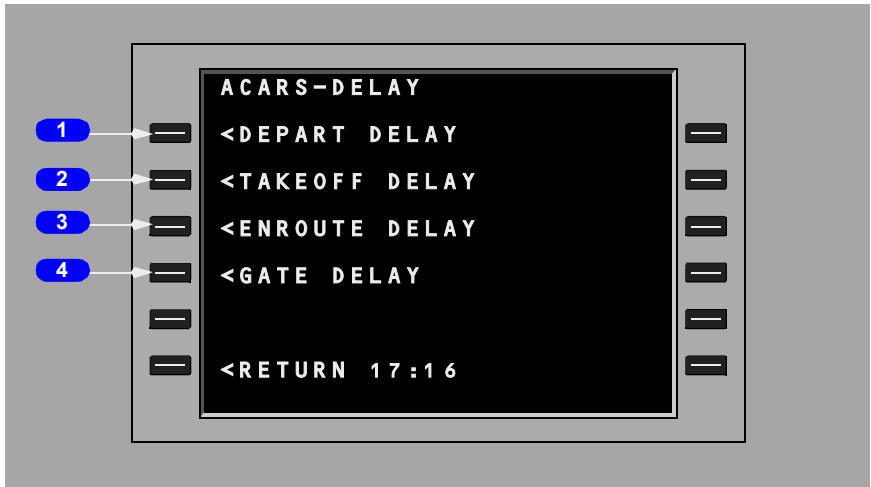 ACARS-DELAY
1 <DEPART DELAY
2 <TAKEOFF DELAY
3 <ENROUTE DELAY
4 <GATE DELAY
<RETURN 17:16